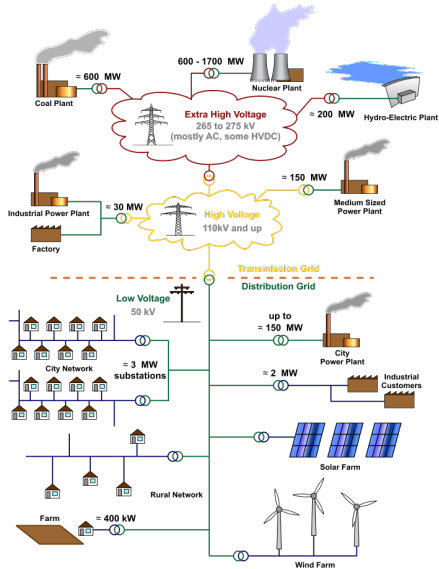 600 - 1700 MW
Nuclear Plant
≈ 600 MW
Coal Plant
Extra High Voltage
265 to 275 kV
(mostly AC, some HVDC)
≈ 200 MW
Hydro-Electric Plant
≈ 150 MW
Medium Sized
Power Plant
≈ 30 MW
Industrial Power Plant
Factory
High Voltage
110kV and up
Transmission Grid
Distribution Grid
Low Voltage
50 kV
up to
≈ 150 MW
City
Power Plant
City Network
≈ 3 MW
substations
≈ 2 MW
Industrial
Customers
Solar Farm
Rural Network
Farm
≈ 400 kW
Wind Farm